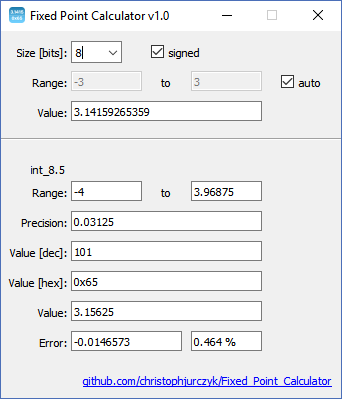 Fixed Point Calculator v1.0
Size [bits]: 8 signed
Range: -3 to 3 auto
Value: 3.14159265359
int_8.5
Range: -4 to 3.96875
Precision: 0.03125
Value [dec]: 101
Value [hex]: 0x65
Value: 3.15625
Error: -0.0146573 0.464 %
github.com/christophjurczyk/Fixed_Point_Calculator